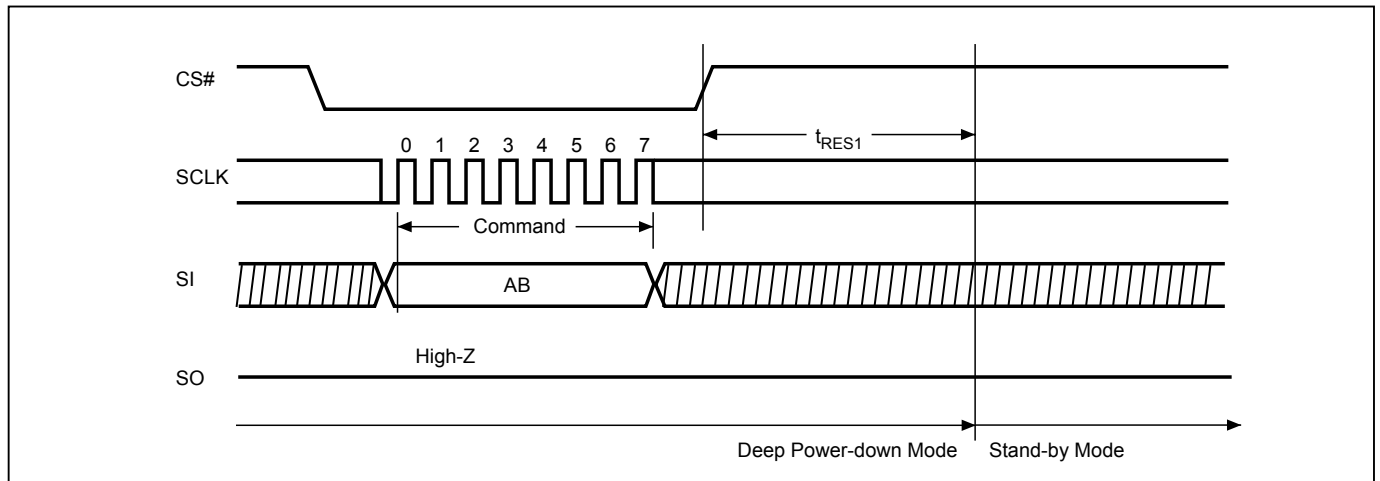 CS#
t_RES1
0 1 2 3 4 5 6 7
SCLK
Command
SI
AB
High-Z
SO
Deep Power-down Mode Stand-by Mode